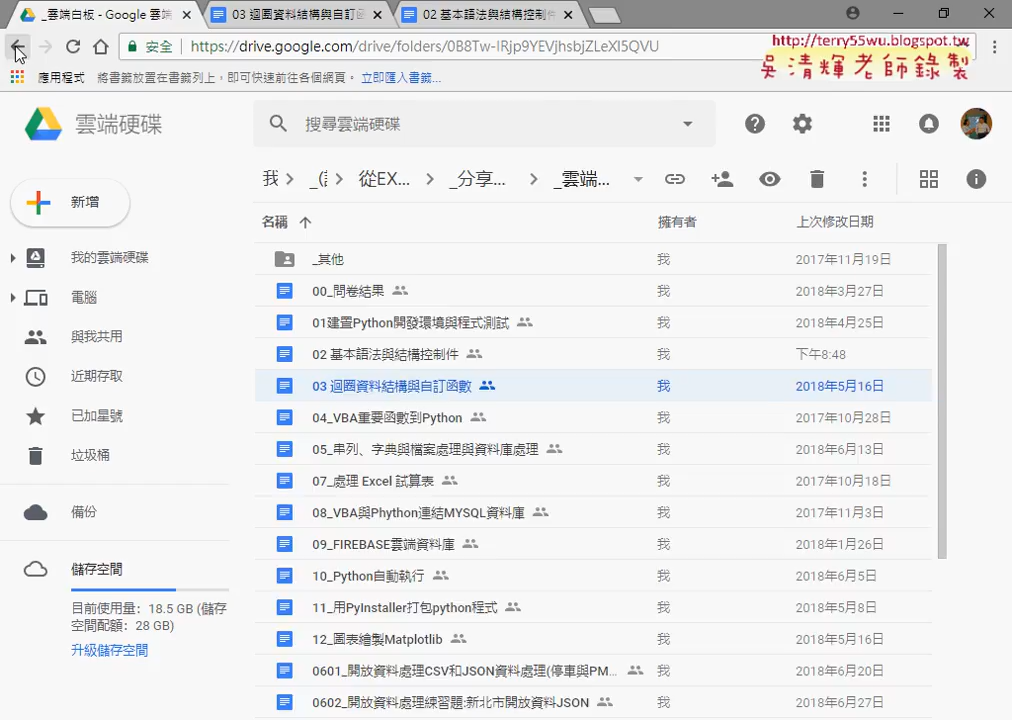 _雲端白板 - Google 雲端
03 迴圈資料結構與自訂函
02 基本語法與結構控制件
安全
https://drive.google.com/drive/folders/0B8Tw-IRjp9YEVjhsbjZLeXI5QVU
http://terry55wu.blogspot.tw
吳清輝老師錄製
應用程式
將書籤放置在書籤列上，即可快速前往各個網頁。
立即匯入書籤...
雲端硬碟
搜尋雲端硬碟
我
從EX...
_分享...
_雲端...
新增
名稱
擁有者
上次修改日期
我的雲端硬碟
電腦
與我共用
近期存取
已加星號
垃圾桶
備份
儲存空間
目前使用量：18.5 GB (儲存
空間配額：28 GB)
升級儲存空間
_其他 我 2017年11月19日
00_問卷結果 我 2018年3月27日
01建置Python開發環境與程式測試 我 2018年4月25日
02 基本語法與結構控制件 我 下午8:48
03 迴圈資料結構與自訂函數 我 2018年5月16日
04_VBA重要函數到Python 我 2017年10月28日
05_串列、字典與檔案處理與資料庫處理 我 2018年6月13日
07_處理 Excel 試算表 我 2017年10月18日
08_VBA與Phython連結MYSQL資料庫 我 2017年11月3日
09_FIREBASE雲端資料庫 我 2018年1月26日
10_Python自動執行 我 2018年6月5日
11_用PyInstaller打包python程式 我 2018年5月8日
12_圖表繪製Matplotlib 我 2018年5月16日
0601_開放資料處理CSV和JSON資料處理(停車與PM... 我 2018年6月20日
0602_開放資料處理練習題:新北市開放資料JSON 我 2018年6月20日